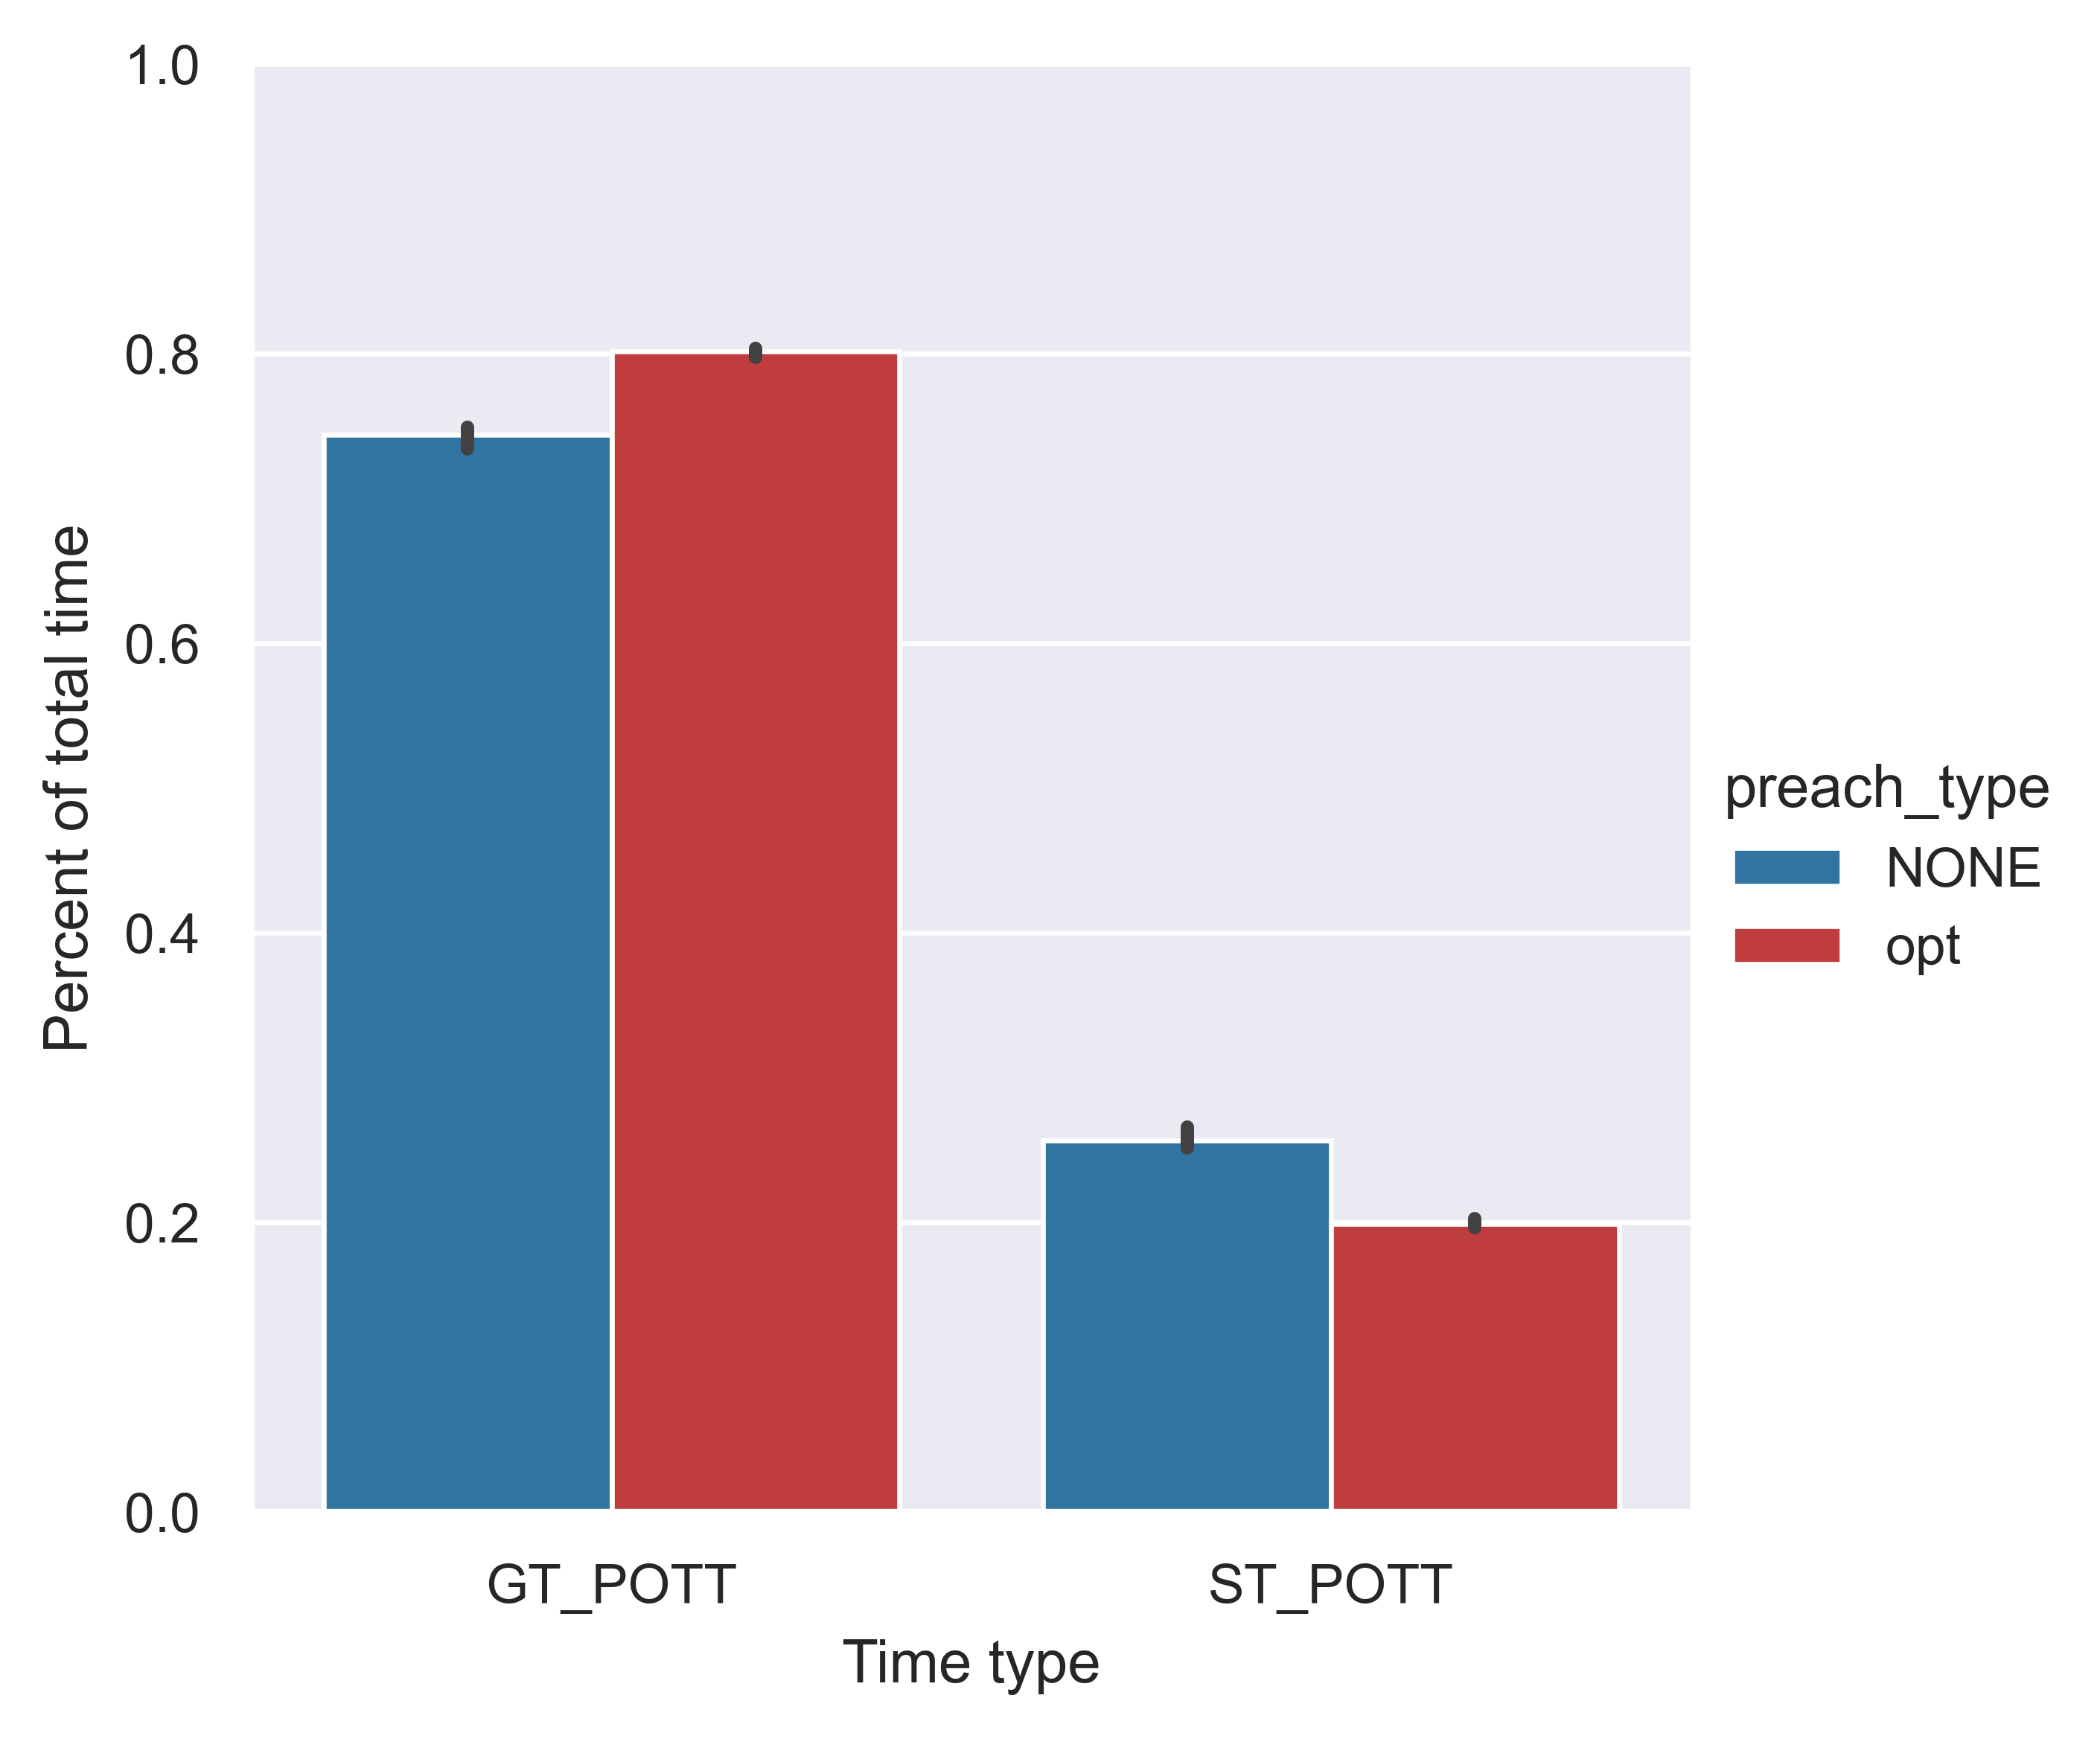 1.0
0.8
0.6
0.4
0.2
0.0
Percent of total time
GT_POTT
ST_POTT
Time type
preach_type
NONE
opt